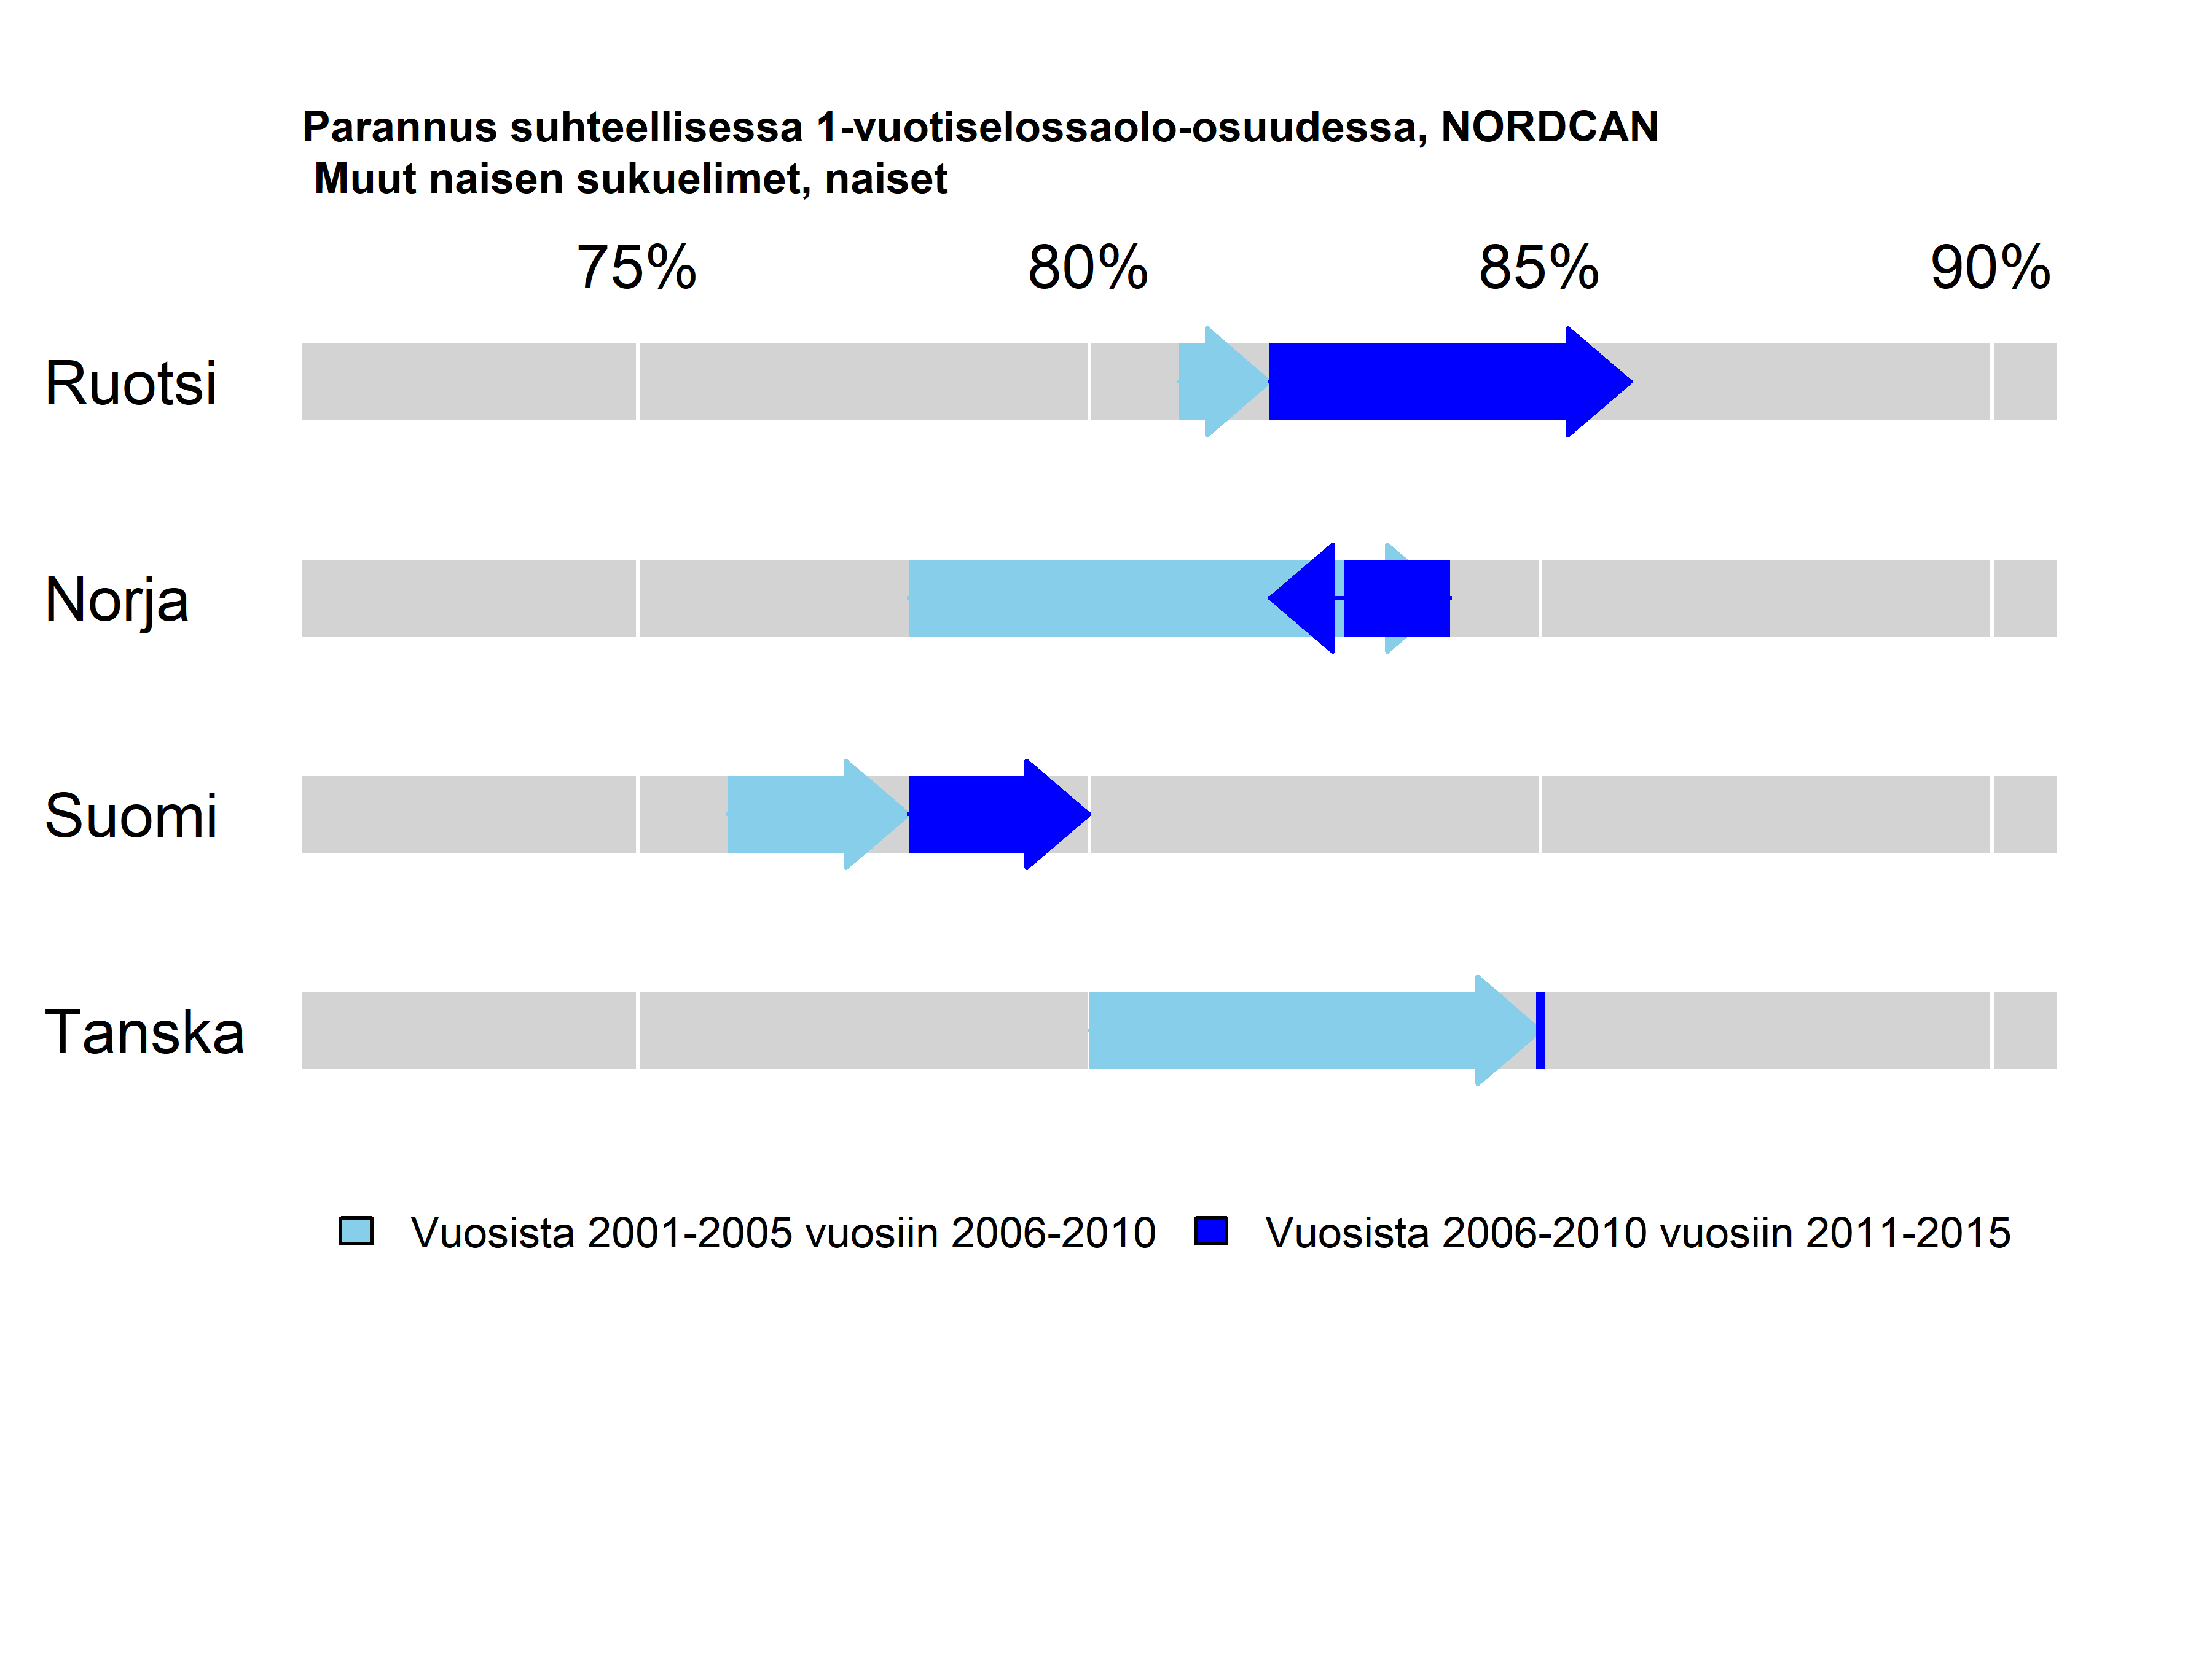 Parannus suhteellisessa 1-vuotiselossaolo-osuudessa, NORDCAN
Muut naisen sukuelimet, naiset
75% 80% 85% 90%
Ruotsi
Norja
Suomi
Tanska
Vuosista 2001-2005 vuosiin 2006-2010 Vuosista 2006-2010 vuosiin 2011-2015